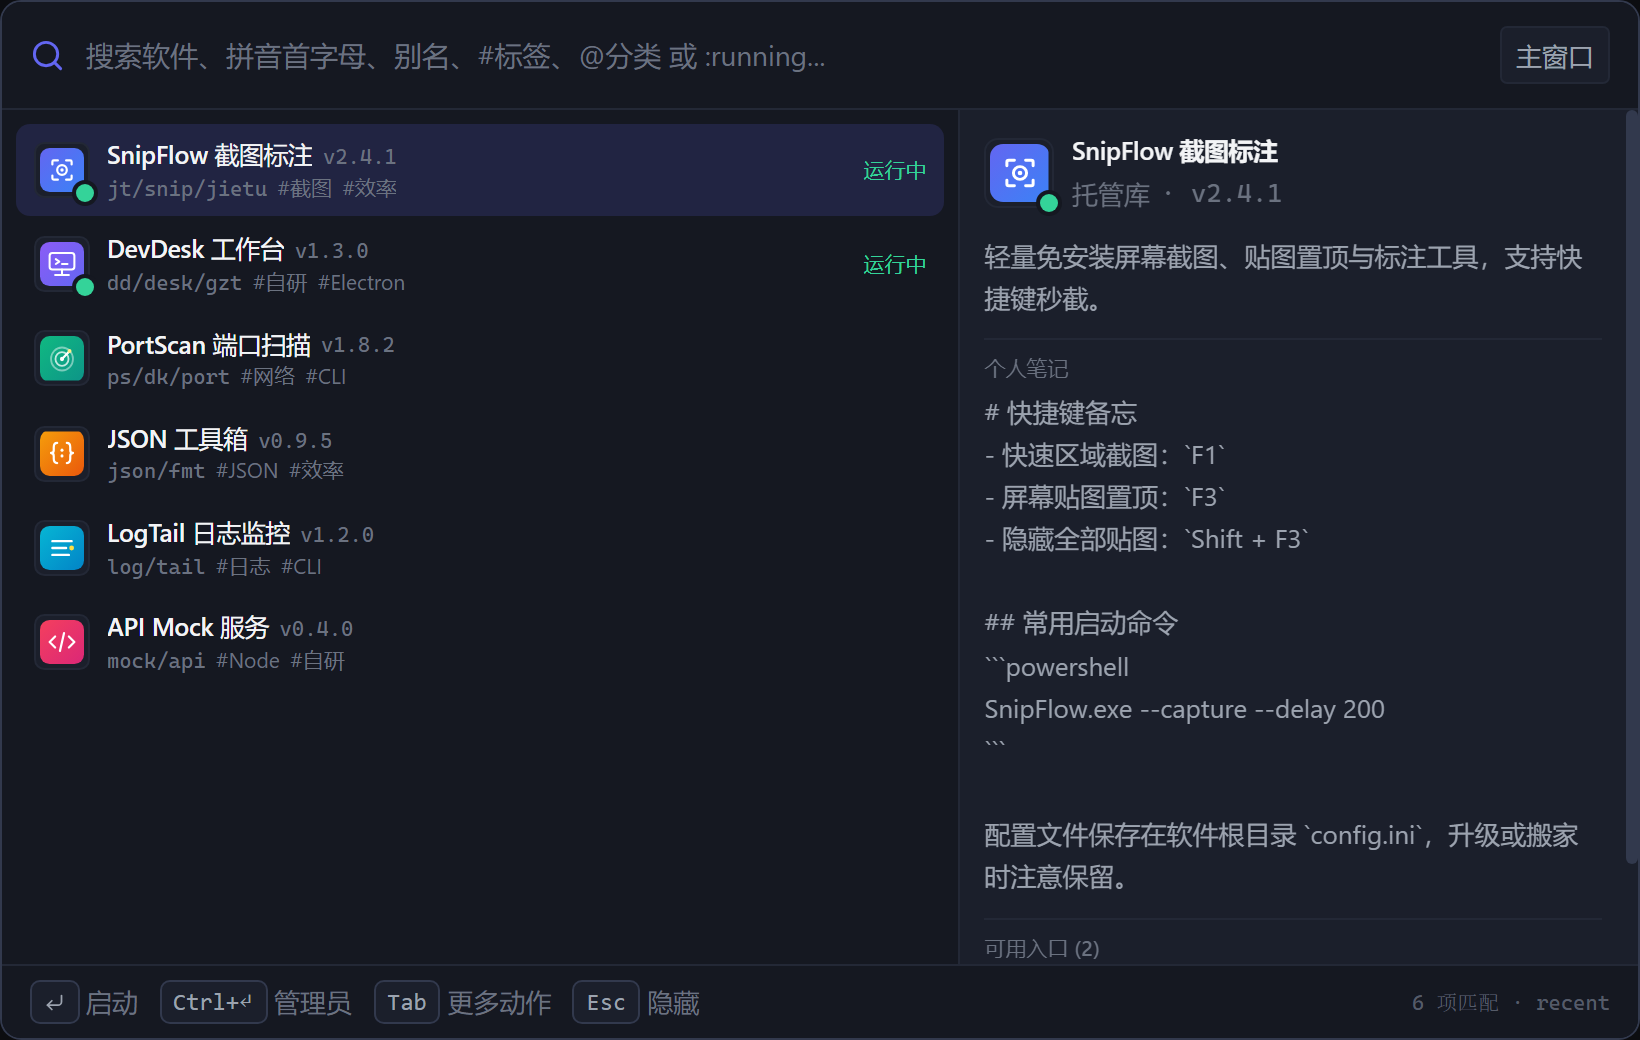 搜索软件、拼音首字母、别名、#标签、@分类 或 :running...
主窗口
SnipFlow 截图标注 v2.4.1
jt/snip/jietu #截图 #效率
运行中
DevDesk 工作台 v1.3.0
dd/desk/gzt #自研 #Electron
运行中
PortScan 端口扫描 v1.8.2
ps/dk/port #网络 #CLI
JSON 工具箱 v0.9.5
json/fmt #JSON #效率
LogTail 日志监控 v1.2.0
log/tail #日志 #CLI
API Mock 服务 v0.4.0
mock/api #Node #自研
SnipFlow 截图标注
托管库 · v2.4.1
轻量免安装屏幕截图、贴图置顶与标注工具，支持快
捷键秒截。
个人笔记
# 快捷键备忘
- 快速区域截图：`F1`
- 屏幕贴图置顶：`F3`
- 隐藏全部贴图：`Shift + F3`
## 常用启动命令
```powershell
SnipFlow.exe --capture --delay 200
```
配置文件保存在软件根目录 `config.ini`，升级或搬家
时注意保留。
可用入口 (2)
↵ 启动 Ctrl+↵ 管理员 Tab 更多动作 Esc 隐藏
6 项匹配 · recent